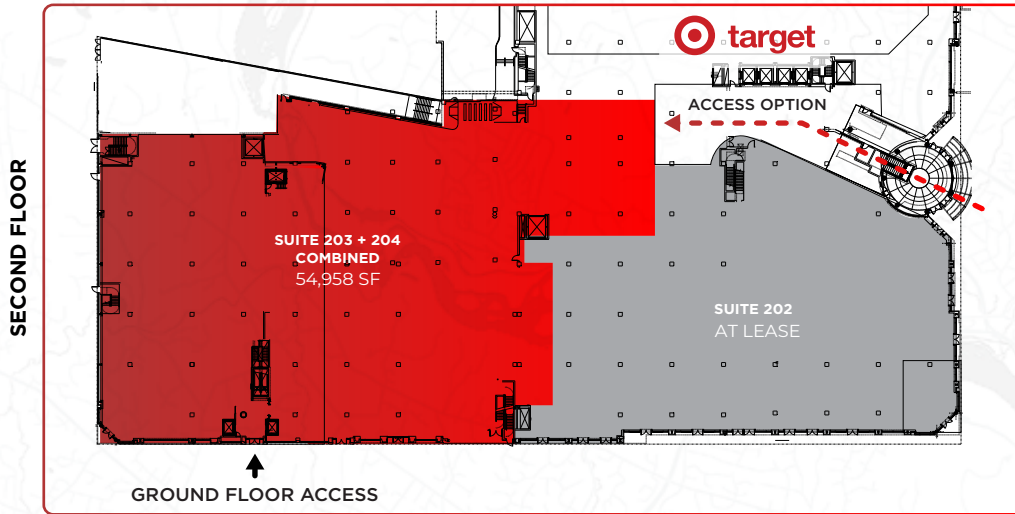 SECOND FLOOR
target
ACCESS OPTION
SUITE 203 + 204
COMBINED
54,958 SF
SUITE 202
AT LEASE
GROUND FLOOR ACCESS